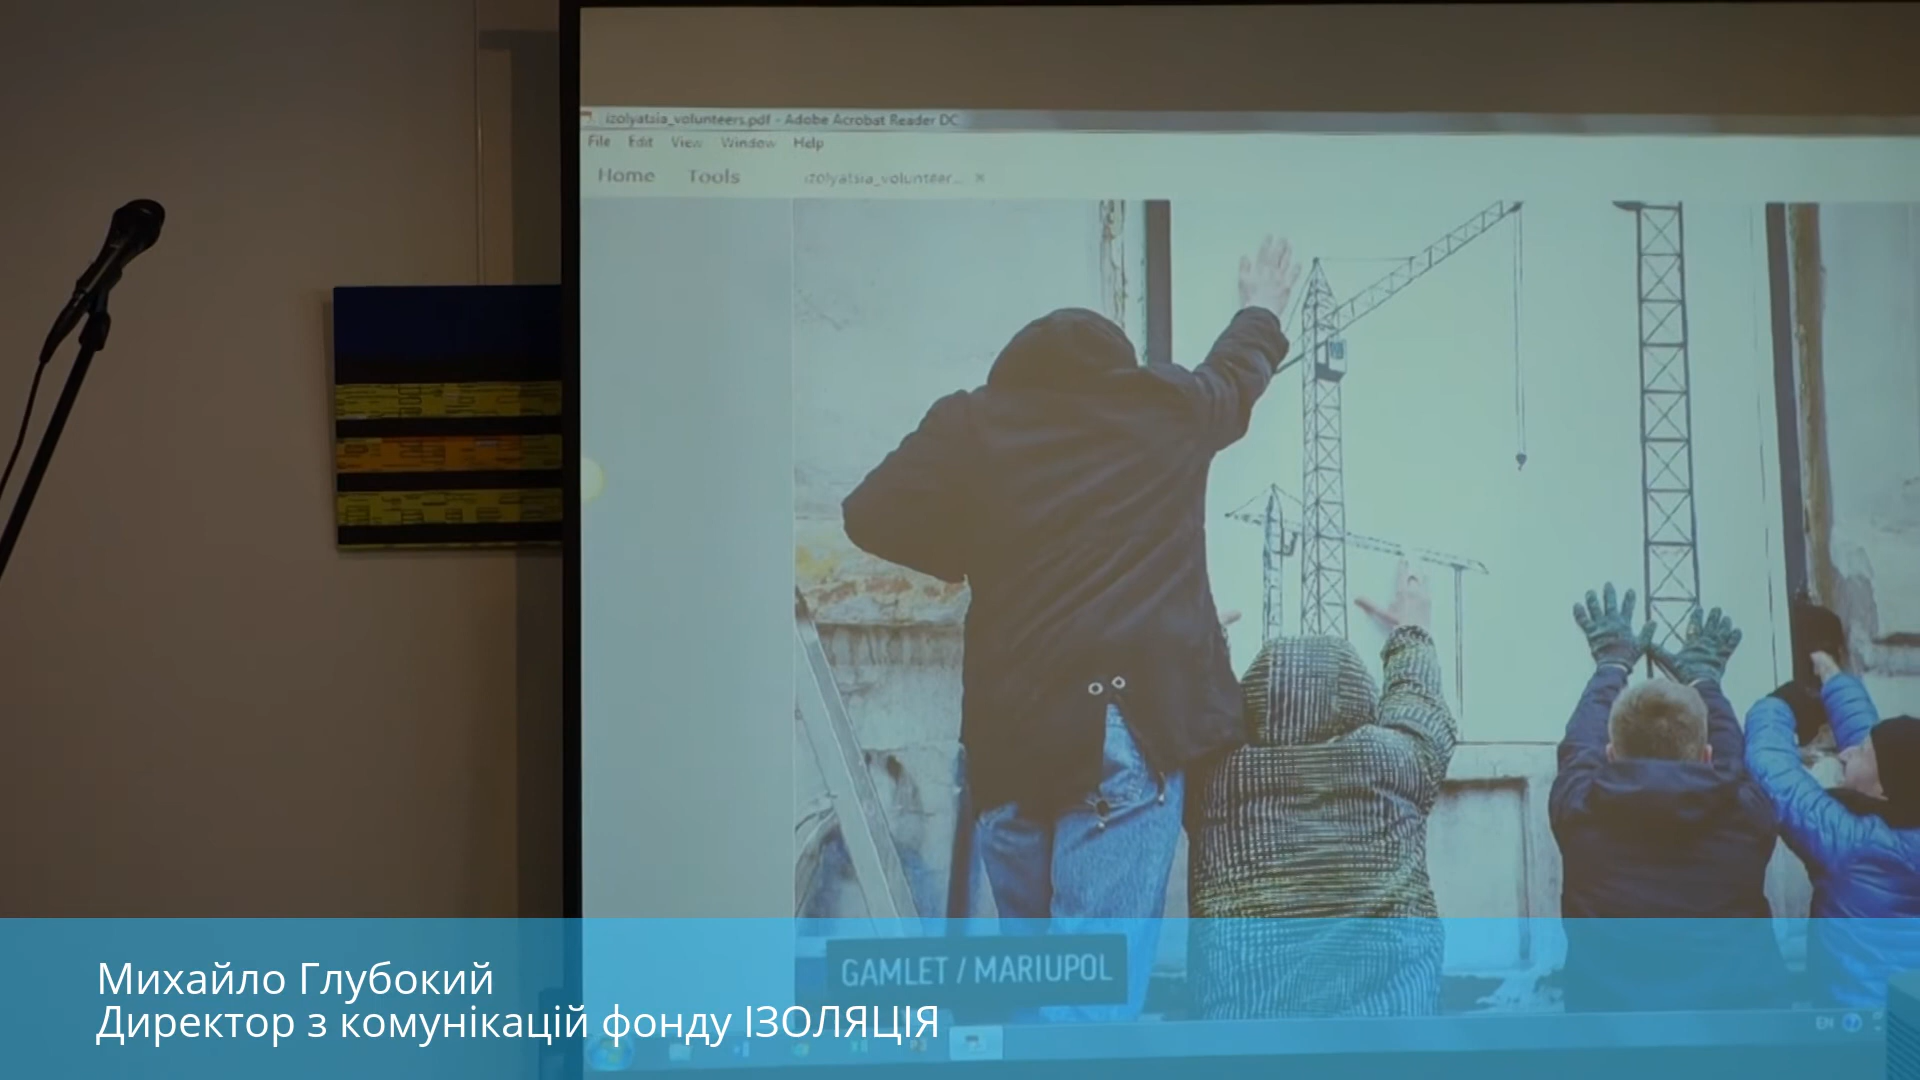 izolyatsia_volunteers.pdf - Adobe Acrobat Reader DC
File Edit View Window Help
Home Tools izolyatsia_volunteer... ×
GAMLET / MARIUPOL
EN
Михайло Глубокий
Директор з комунікацій фонду ІЗОЛЯЦІЯ